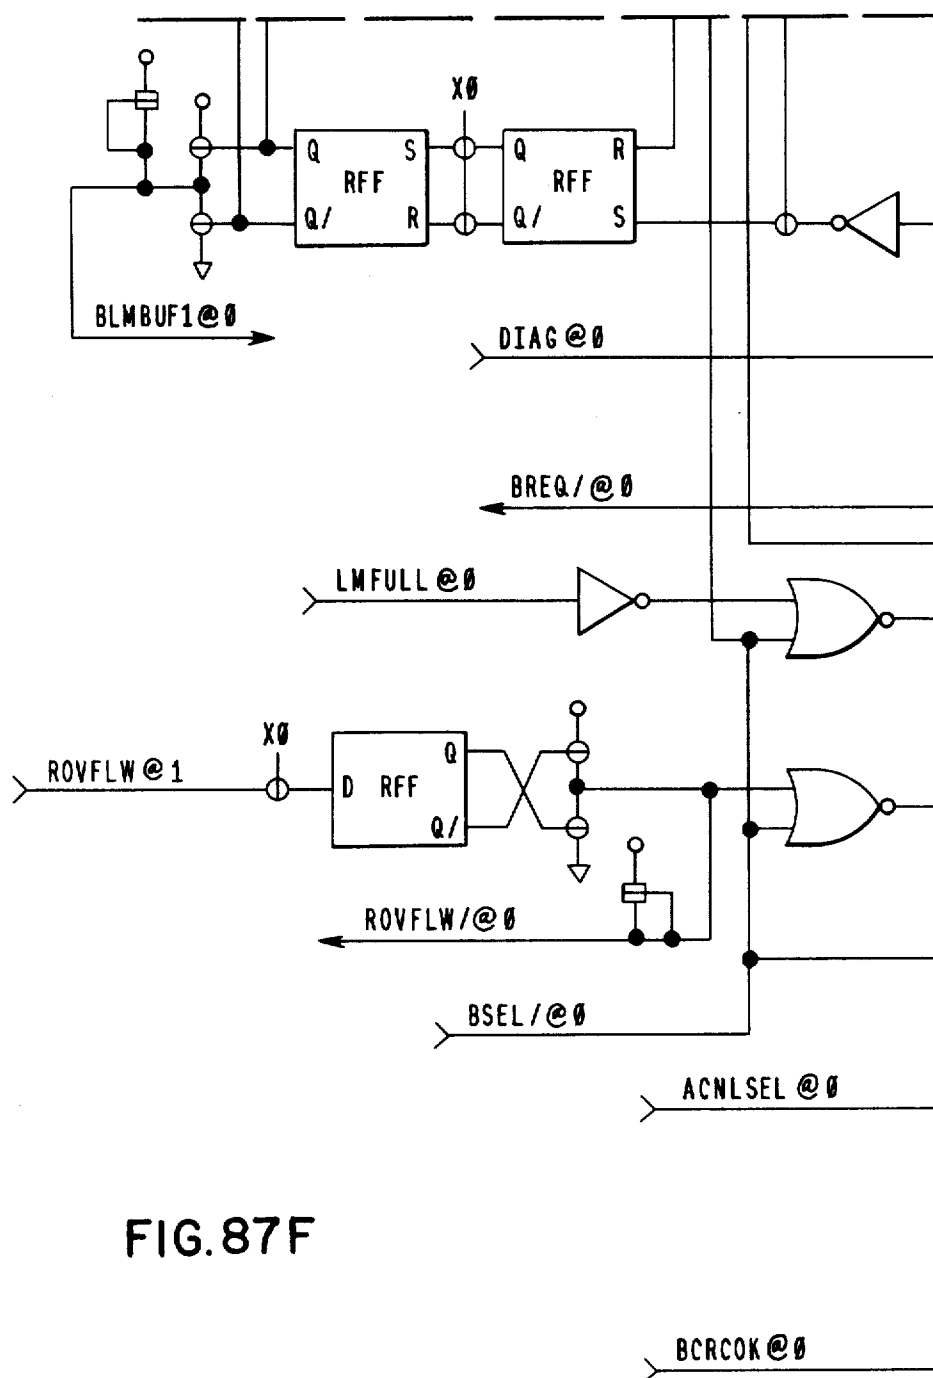 XØ
Q S Q R
RFF RFF
Q/ R Q/ S
BLMBUF1@Ø
DIAG@Ø
BREQ/@Ø
LMFULL@Ø
XØ
ROVFLW@1
Q
D RFF
Q/
ROVFLW/@Ø
BSEL/@Ø
ACNLSEL@Ø
FIG. 87F
BCRCOK@Ø